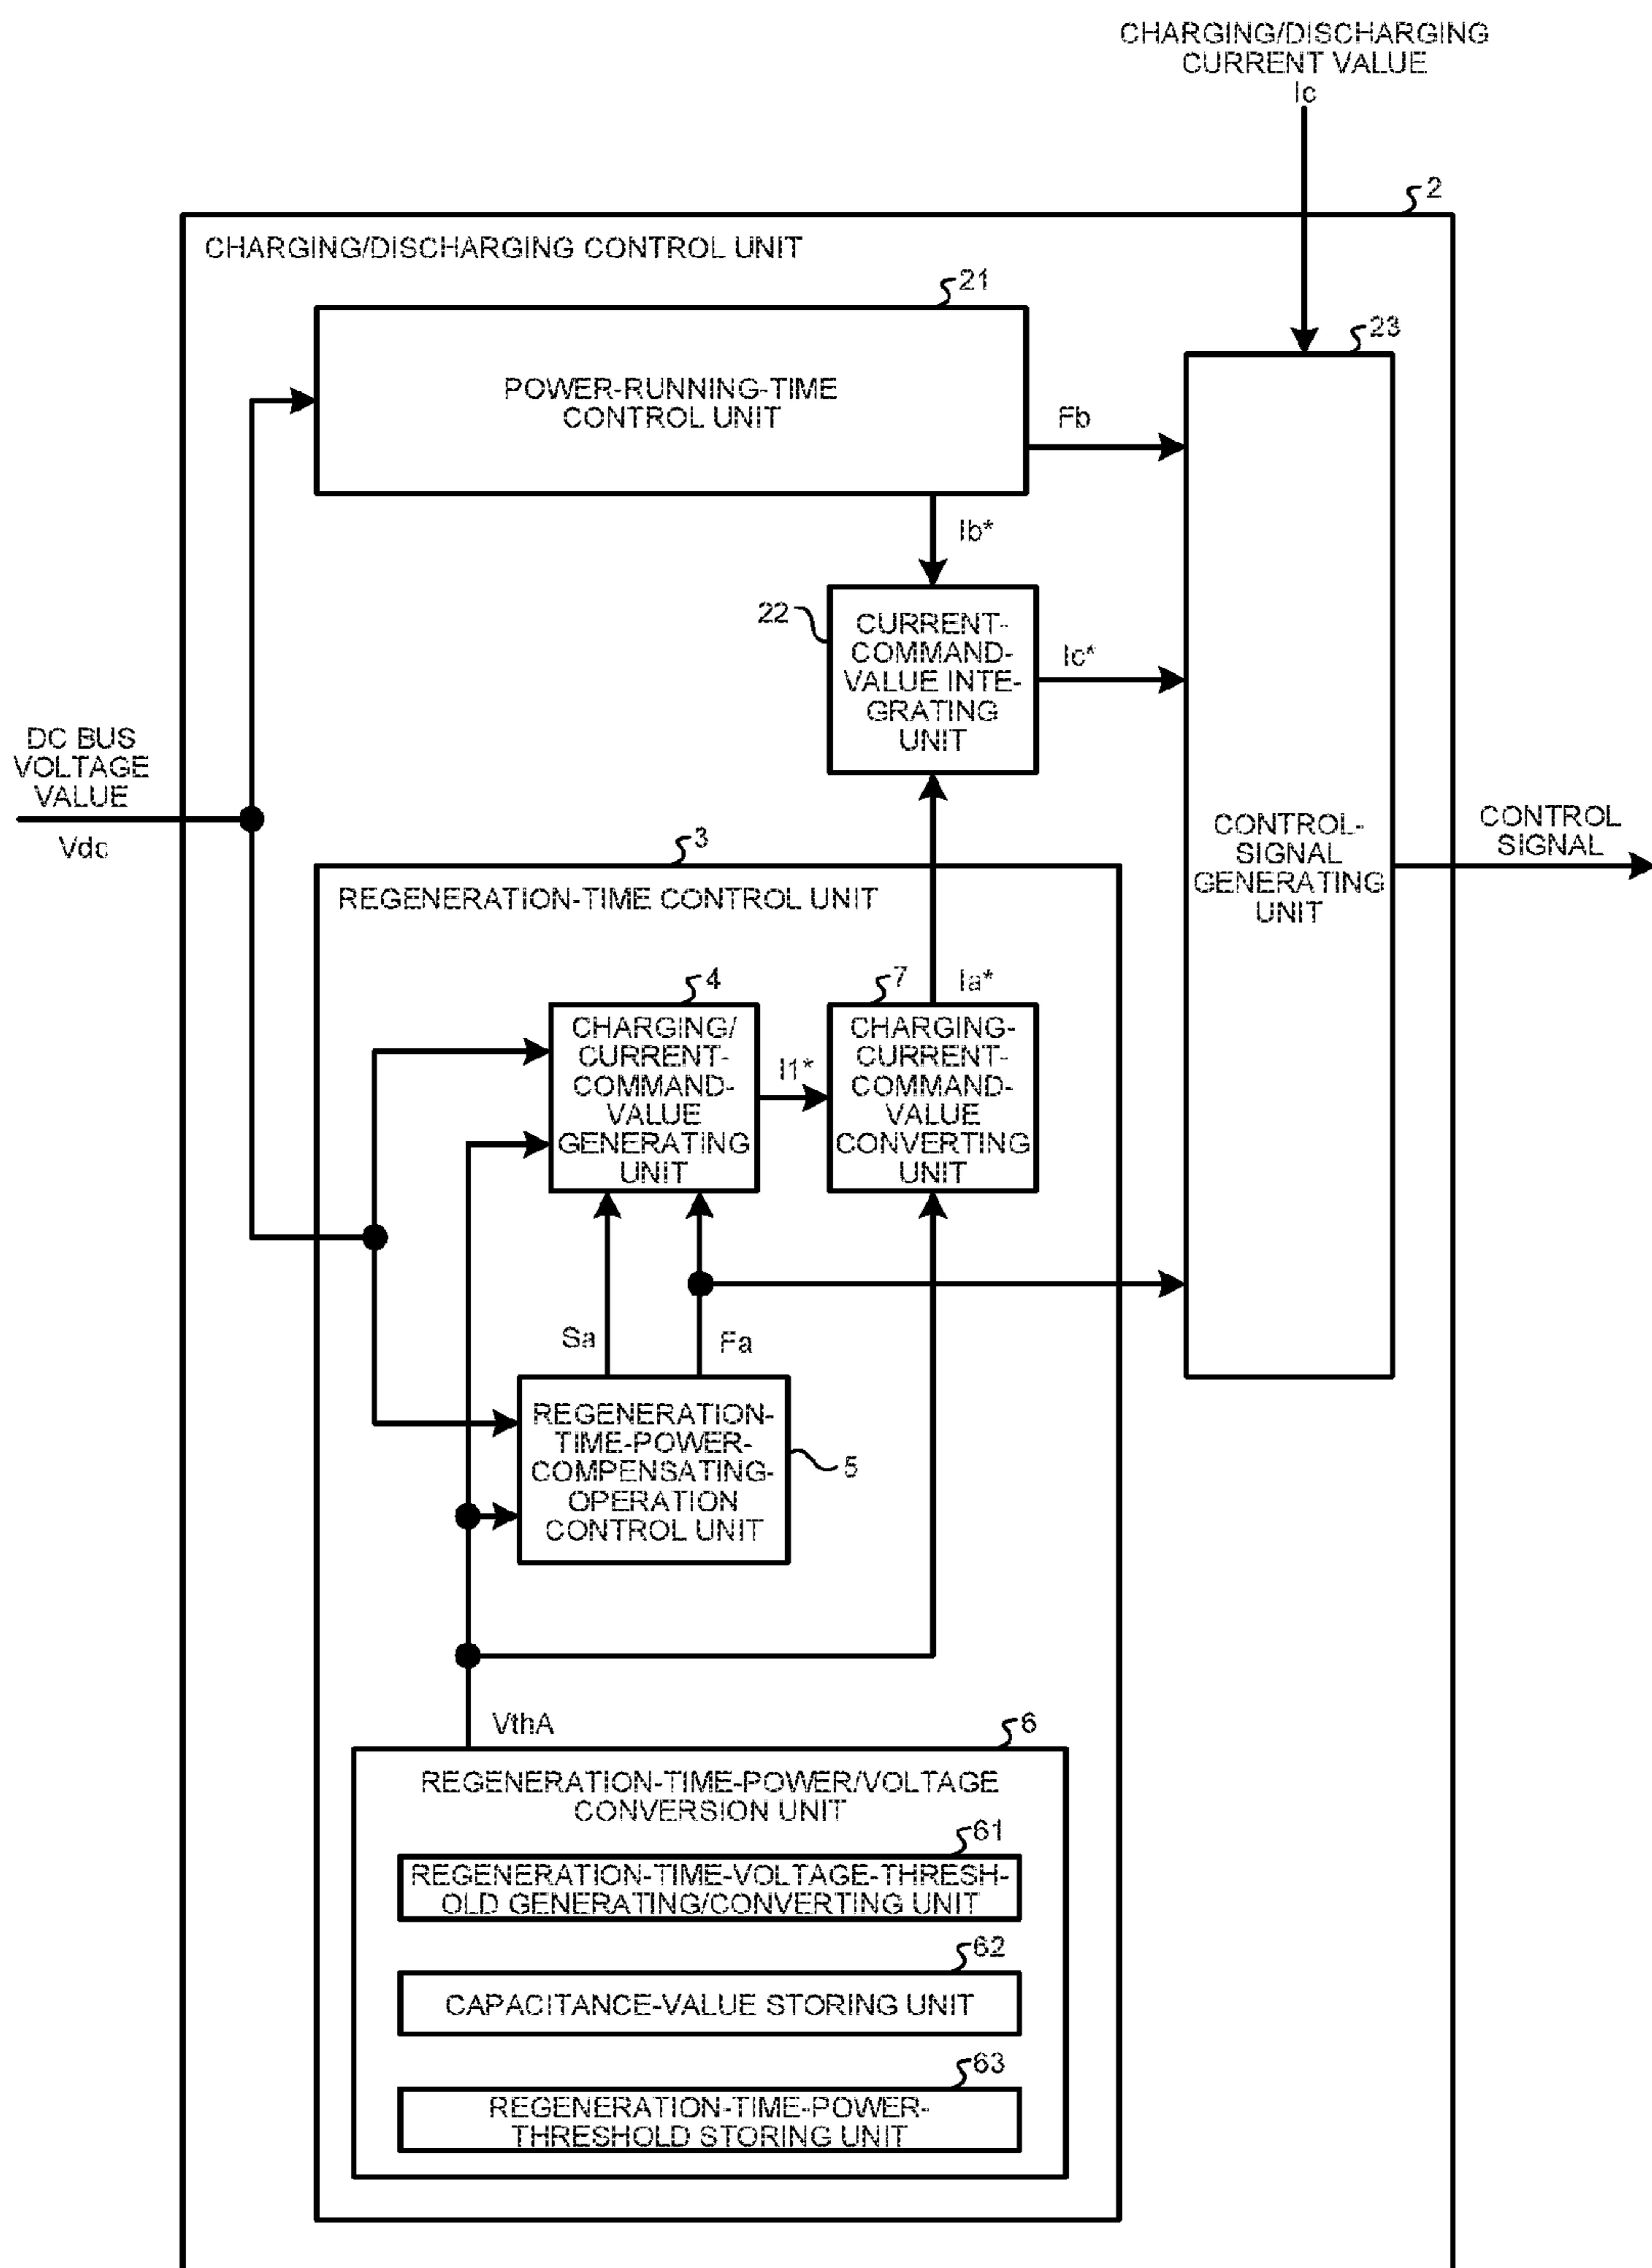 CHARGING/DISCHARGING
CURRENT VALUE
Ic
2
CHARGING/DISCHARGING CONTROL UNIT
21
POWER-RUNNING-TIME
CONTROL UNIT
23
Fb
Ib*
22
CURRENT-
COMMAND-
VALUE INTE-
GRATING
UNIT
Ic*
DC BUS
VOLTAGE
VALUE
Vdc
CONTROL-
SIGNAL
GENERATING
UNIT
CONTROL
SIGNAL
3
REGENERATION-TIME CONTROL UNIT
4
CHARGING/
CURRENT-
COMMAND-
VALUE
GENERATING
UNIT
I1*
7
Ia*
CHARGING-
CURRENT-
COMMAND-
VALUE
CONVERTING
UNIT
Sa
Fa
REGENERATION-
TIME-POWER-
COMPENSATING-
OPERATION
CONTROL UNIT
5
VthA
6
REGENERATION-TIME-POWER/VOLTAGE
CONVERSION UNIT
61
REGENERATION-TIME-VOLTAGE-THRESH-
OLD GENERATING/CONVERTING UNIT
62
CAPACITANCE-VALUE STORING UNIT
63
REGENERATION-TIME-POWER-
THRESHOLD STORING UNIT